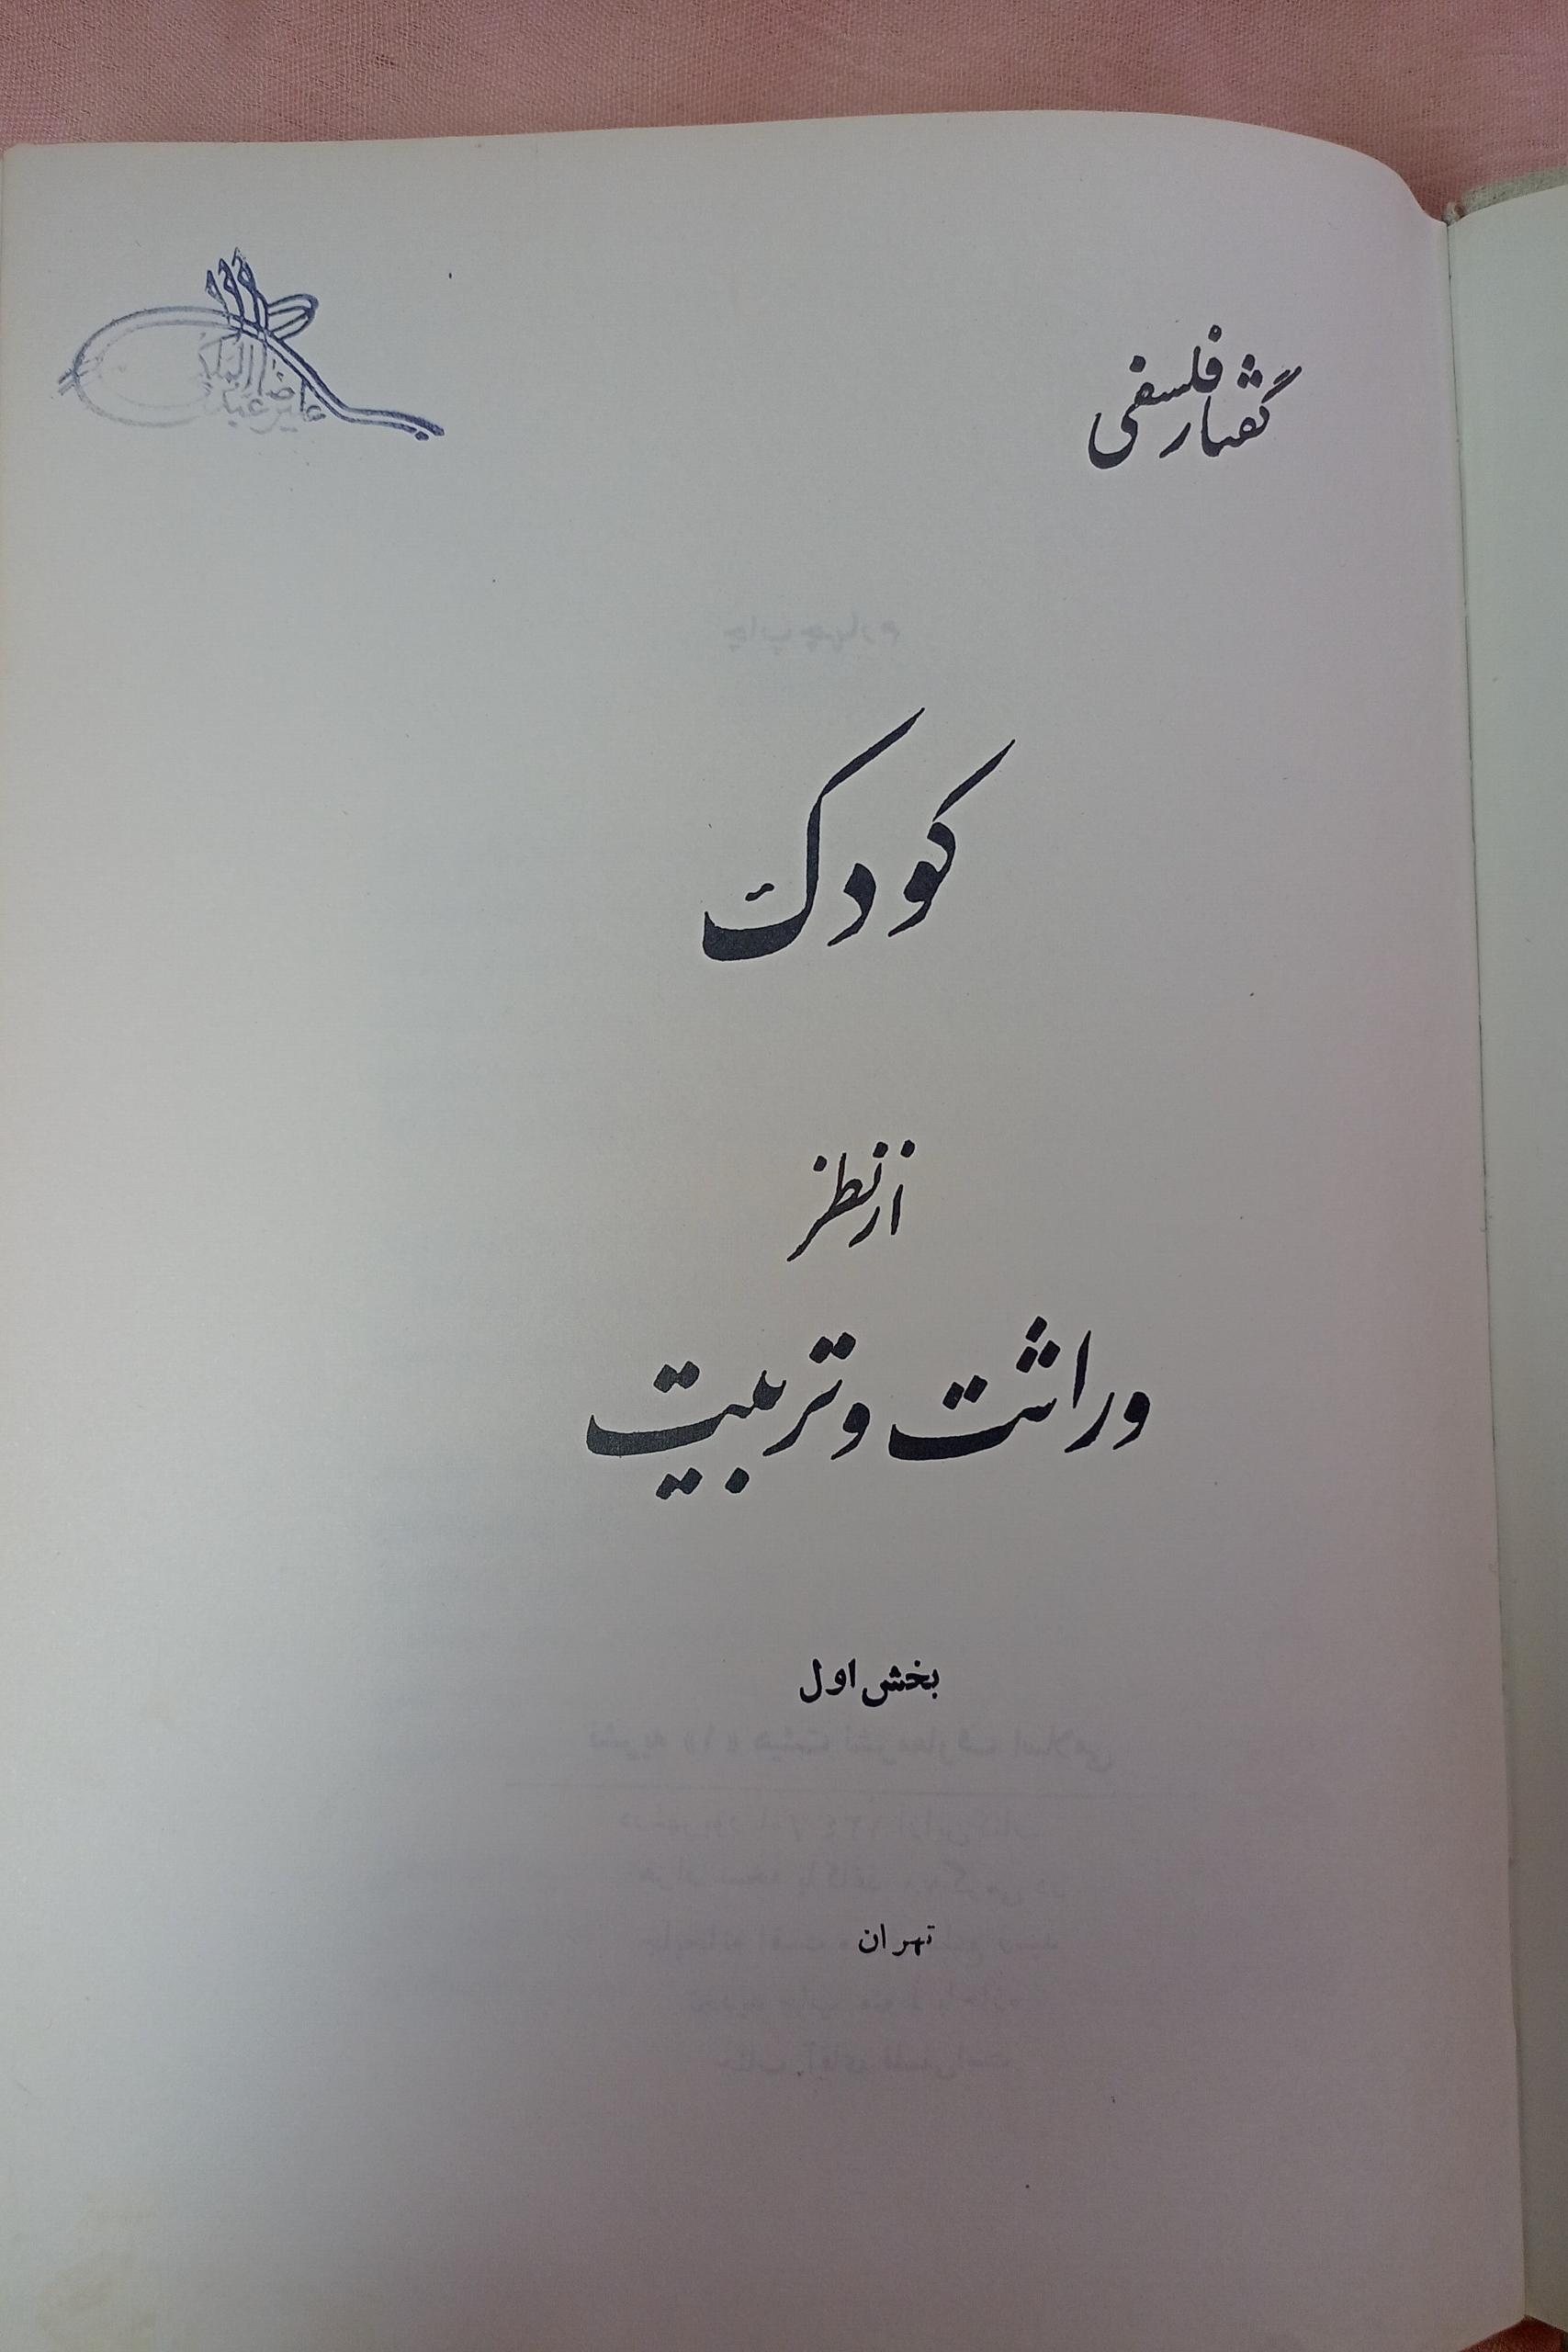 گفتار فلسفی
کودک
از نظر
وراثت و تربیت
بخش اول
تهران